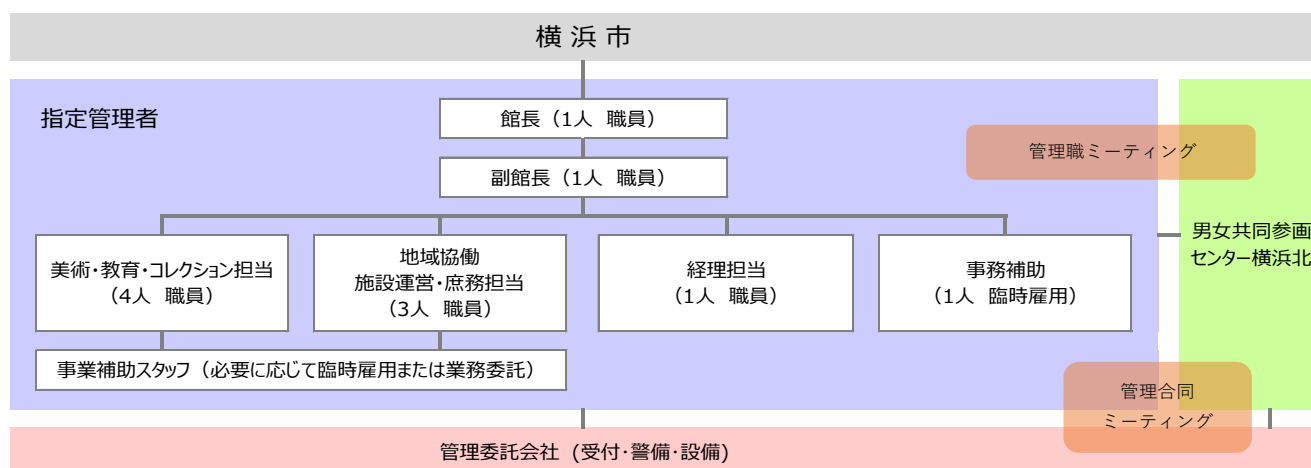 横浜市
指定管理者
館長（1人 職員）
管理職ミーティング
副館長（1人 職員）
美術・教育・コレクション担当
（4人 職員）
地域協働
施設運営・庶務担当
（3人 職員）
経理担当
（1人 職員）
事務補助
（1人 臨時雇用）
男女共同参画
センター横浜北
事業補助スタッフ（必要に応じて臨時雇用または業務委託）
管理合同
ミーティング
管理委託会社 (受付・警備・設備)